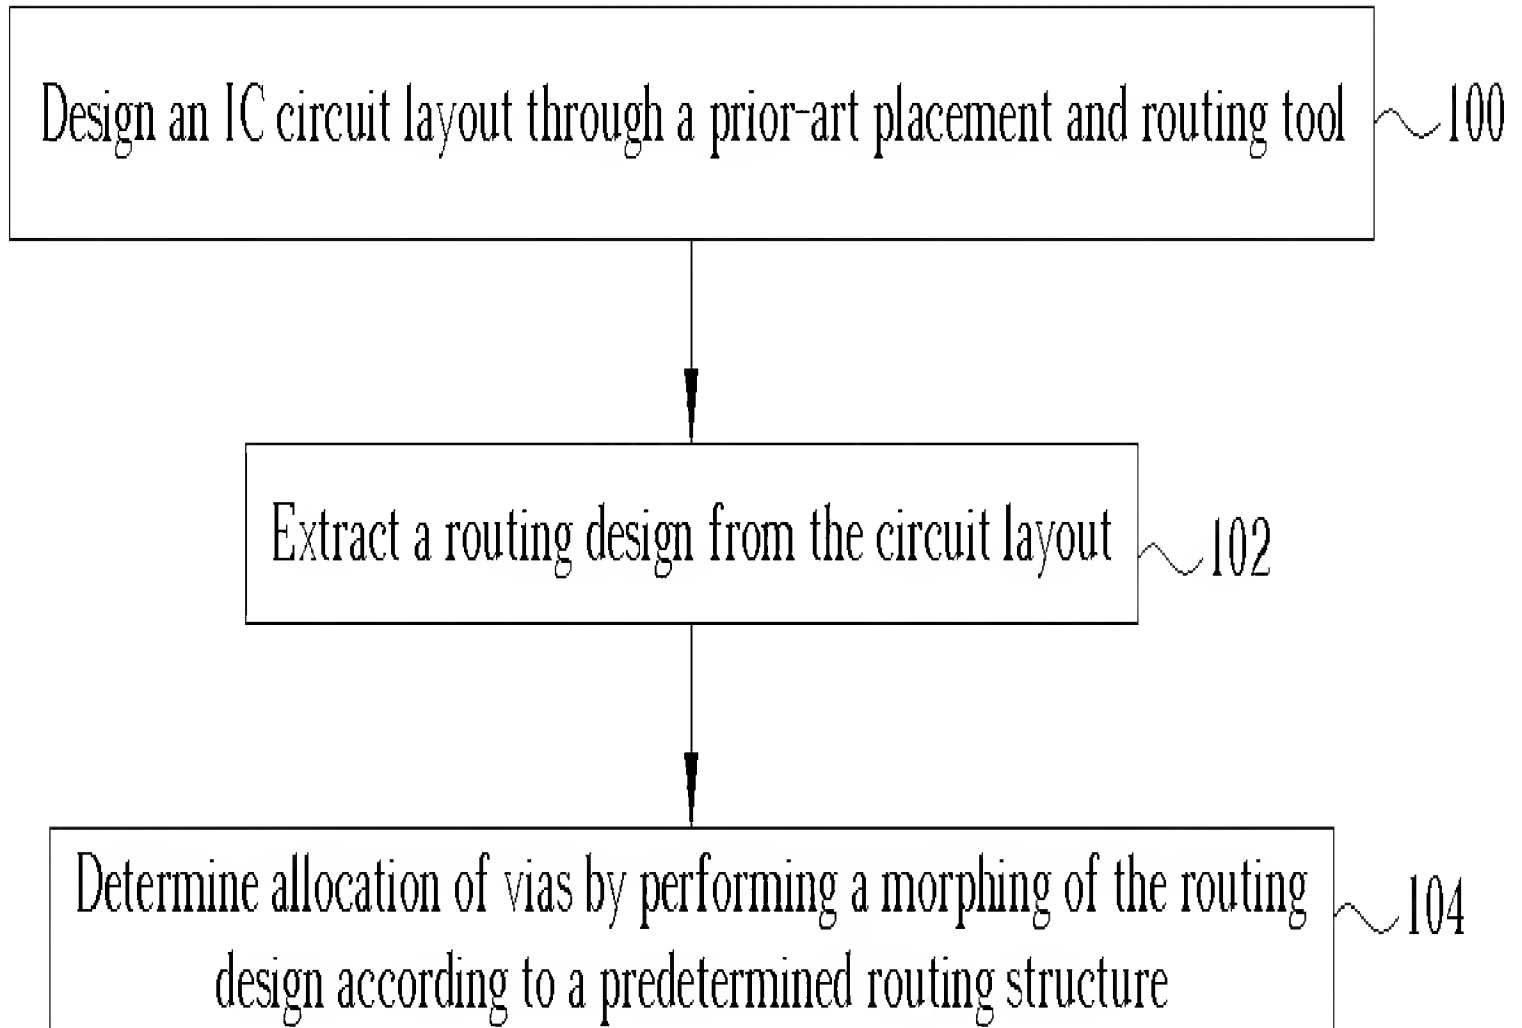 Design an IC circuit layout through a prior-art placement and routing tool
100
Extract a routing design from the circuit layout
102
Determine allocation of vias by performing a morphing of the routing
design according to a predetermined routing structure
104